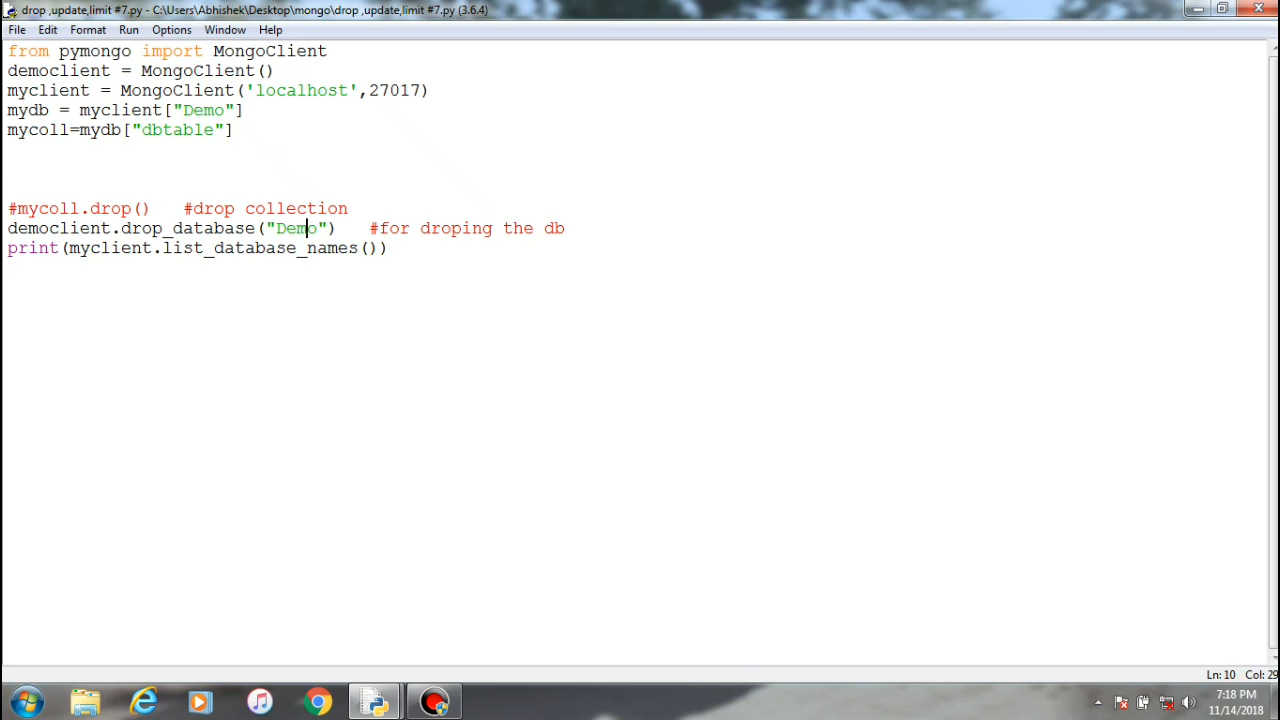 drop ,update,limit #7.py - C:\Users\Abhishek\Desktop\mongo\drop ,update,limit #7.py (3.6.4)
File Edit Format Run Options Window Help
from pymongo import MongoClient
democlient = MongoClient()
myclient = MongoClient('localhost',27017)
mydb = myclient["Demo"]
mycoll=mydb["dbtable"]
#mycoll.drop() #drop collection
democlient.drop_database("Demo") #for droping the db
print(myclient.list_database_names())
Ln: 10 Col: 29
7:18 PM
11/14/2018